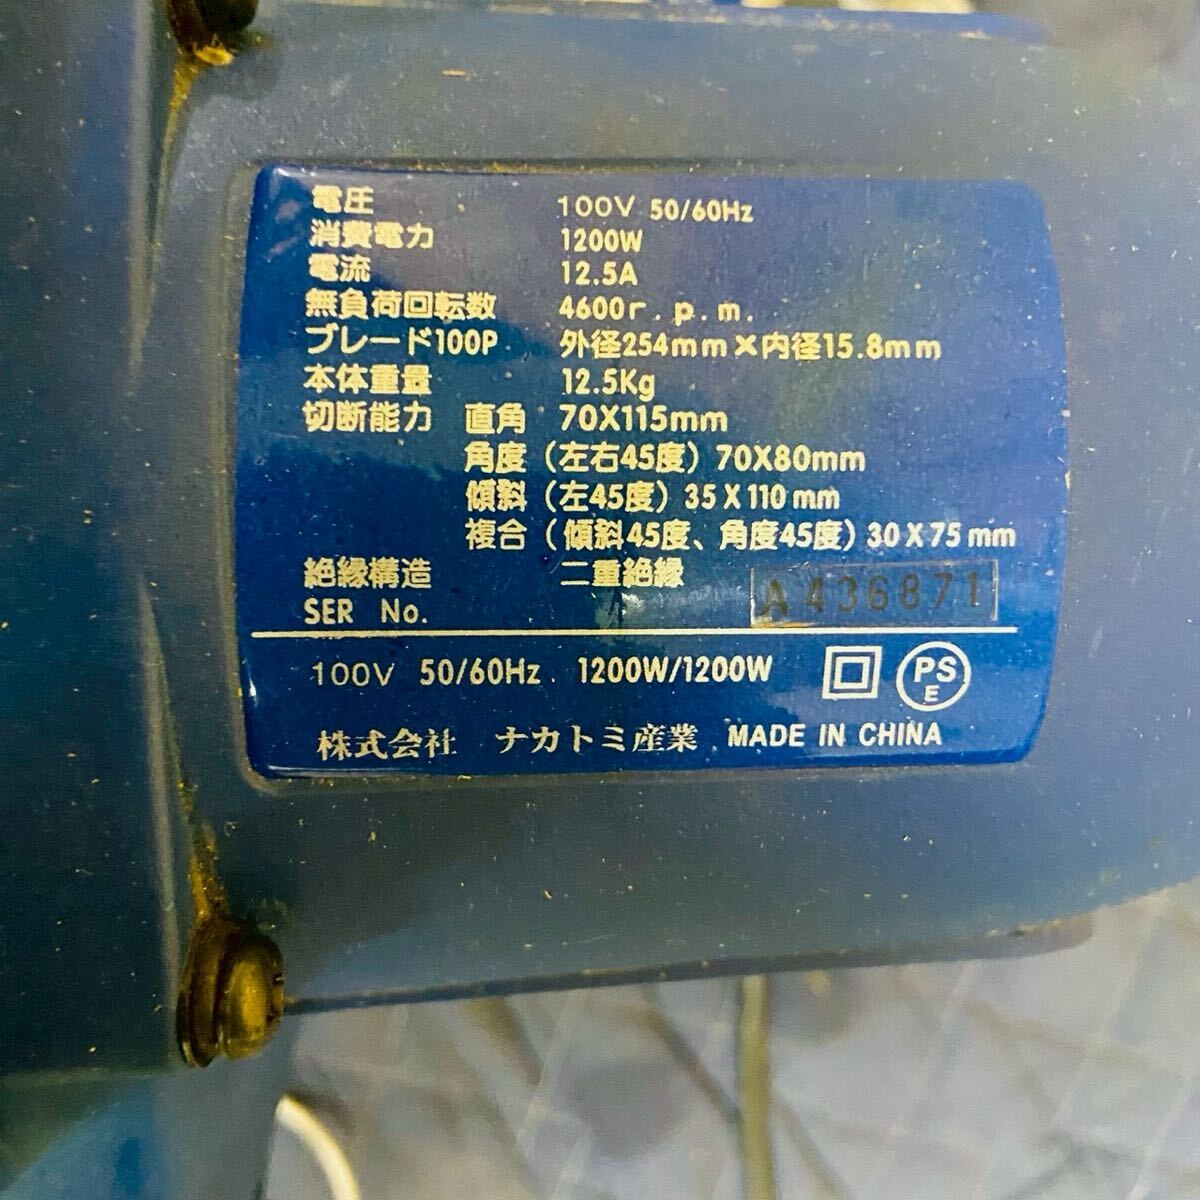 電圧 100V 50/60Hz
消費電力 1200W
電流 12.5A
無負荷回転数 4600r.p.m.
ブレード100P 外径254mm×内径15.8mm
本体重量 12.5Kg
切断能力 直角 70X115mm
角度(左右45度)70X80mm
傾斜(左45度)35X110mm
複合(傾斜45度、角度45度)30X75mm
絶縁構造 二重絶縁
SER No. A436871
100V 50/60Hz 1200W/1200W PSE
株式会社 ナカトミ産業 MADE IN CHINA